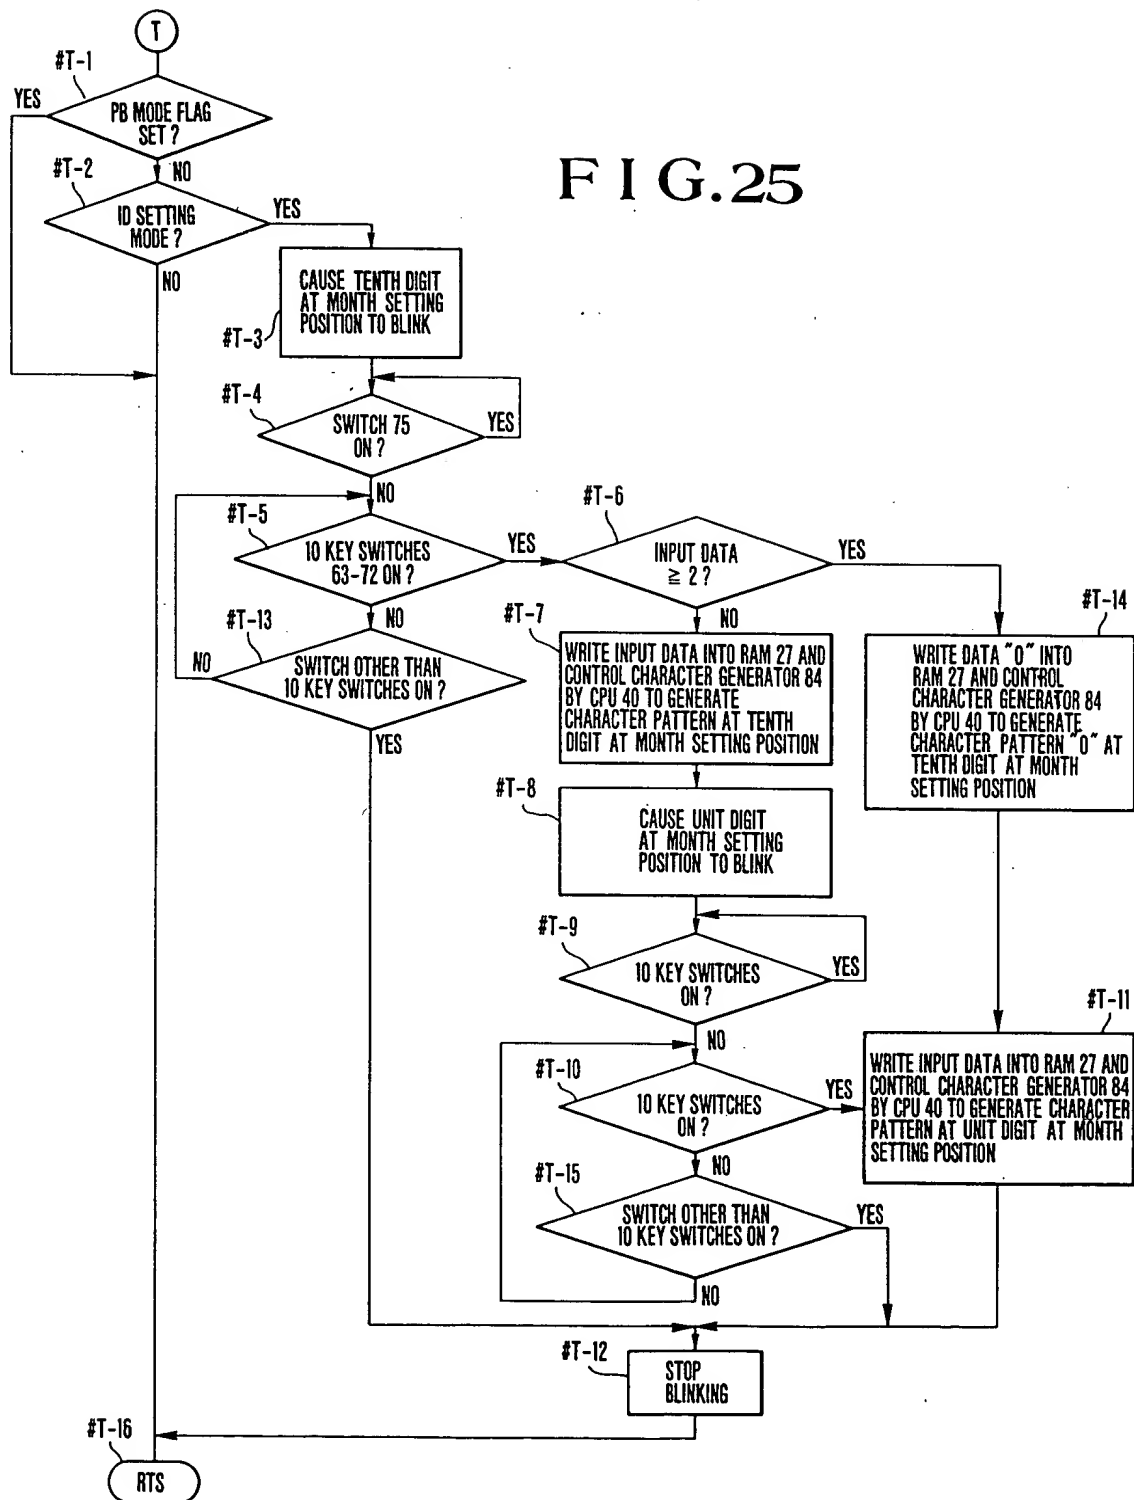 T
#T-1
YES
PB MODE FLAG
SET ?
NO
#T-2
ID SETTING
MODE ?
YES
NO
FIG.25
CAUSE TENTH DIGIT
AT MONTH SETTING
POSITION TO BLINK
#T-3
#T-4
SWITCH 75
ON ?
YES
NO
#T-5
10 KEY SWITCHES
63-72 ON ?
YES
NO
#T-6
INPUT DATA
≧ 2 ?
YES
NO
#T-13
SWITCH OTHER THAN
10 KEY SWITCHES ON ?
NO
YES
#T-7
WRITE INPUT DATA INTO RAM 27 AND
CONTROL CHARACTER GENERATOR 84
BY CPU 40 TO GENERATE
CHARACTER PATTERN AT TENTH
DIGIT AT MONTH SETTING POSITION
#T-14
WRITE DATA "0" INTO
RAM 27 AND CONTROL
CHARACTER GENERATOR 84
BY CPU 40 TO GENERATE
CHARACTER PATTERN "0" AT
TENTH DIGIT AT MONTH
SETTING POSITION
#T-8
CAUSE UNIT DIGIT
AT MONTH SETTING
POSITION TO BLINK
#T-9
10 KEY SWITCHES
ON ?
YES
NO
#T-10
10 KEY SWITCHES
ON ?
YES
NO
#T-11
WRITE INPUT DATA INTO RAM 27 AND
CONTROL CHARACTER GENERATOR 84
BY CPU 40 TO GENERATE CHARACTER
PATTERN AT UNIT DIGIT AT MONTH
SETTING POSITION
#T-15
SWITCH OTHER THAN
10 KEY SWITCHES ON ?
YES
NO
#T-12
STOP
BLINKING
#T-16
RTS